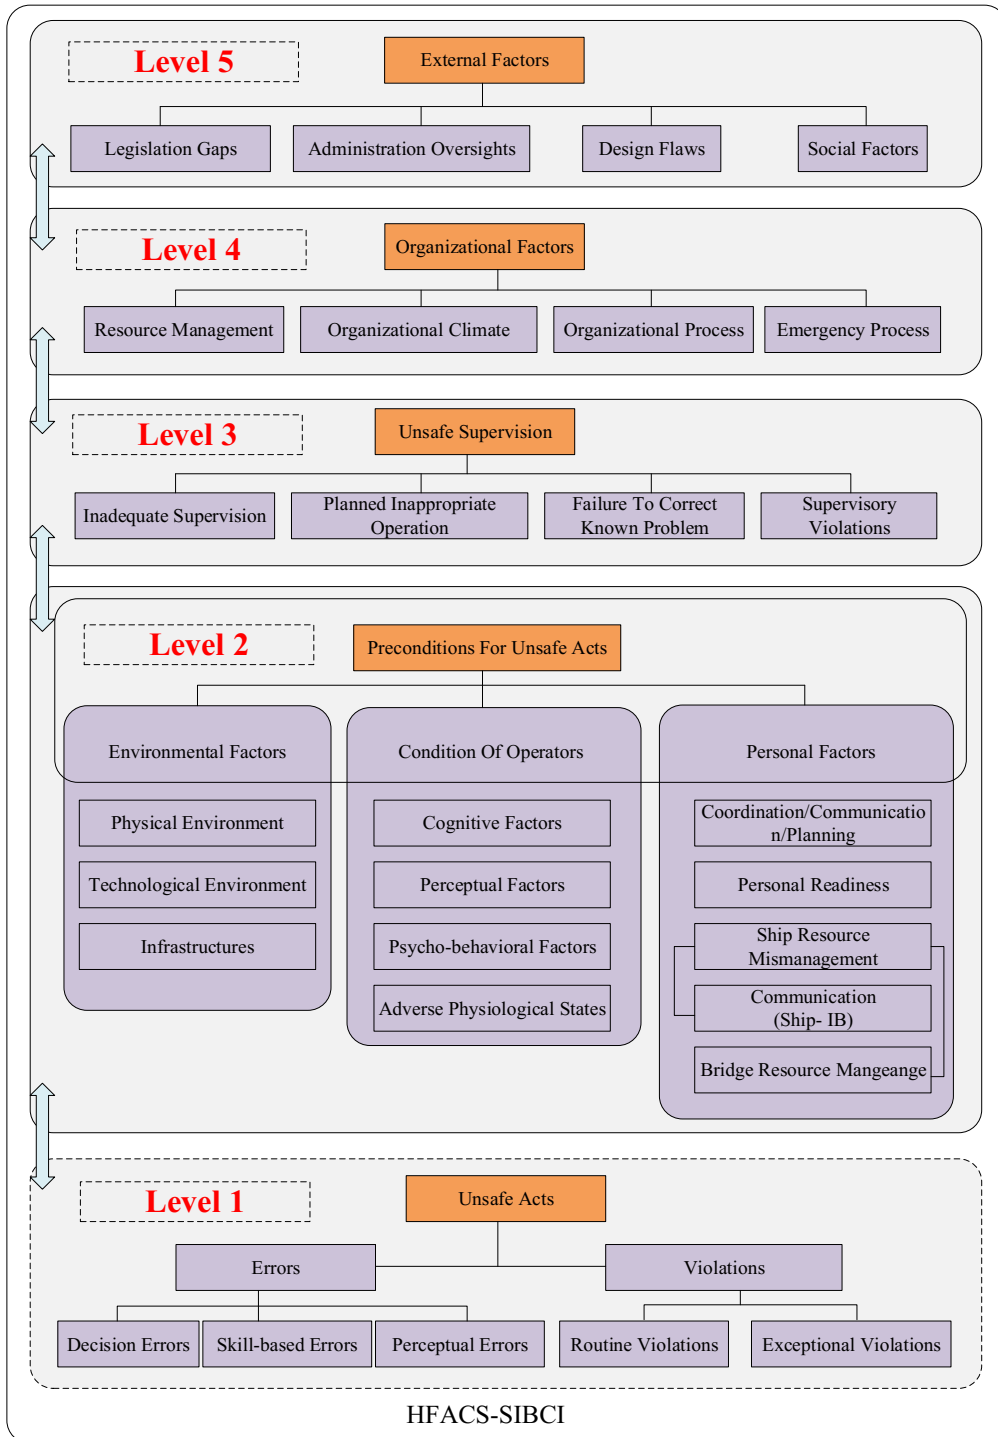 Level 5
External Factors
Legislation Gaps
Administration Oversights
Design Flaws
Social Factors
Level 4
Organizational Factors
Resource Management
Organizational Climate
Organizational Process
Emergency Process
Level 3
Unsafe Supervision
Inadequate Supervision
Planned Inappropriate
Operation
Failure To Correct
Known Problem
Supervisory
Violations
Level 2
Preconditions For Unsafe Acts
Environmental Factors
Physical Environment
Technological Environment
Infrastructures
Condition Of Operators
Cognitive Factors
Perceptual Factors
Psycho-behavioral Factors
Adverse Physiological States
Personal Factors
Coordination/Communicatio
n/Planning
Personal Readiness
Ship Resource
Mismanagement
Communication
(Ship- IB)
Bridge Resource Mangeange
Level 1
Unsafe Acts
Errors
Violations
Decision Errors
Skill-based Errors
Perceptual Errors
Routine Violations
Exceptional Violations
HFACS-SIBCI